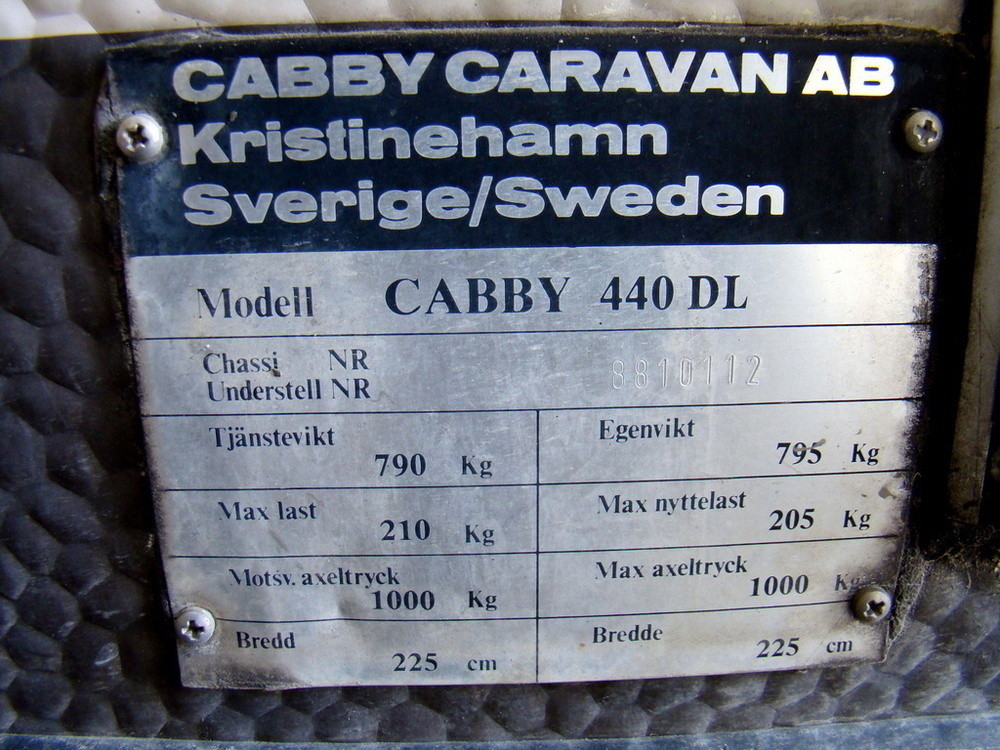 CABBY CARAVAN AB
Kristinehamn
Sverige/Sweden
Modell CABBY 440 DL
Chassi NR
Understell NR
8810112
Tjänstevikt 790 Kg
Egenvikt 795 Kg
Max last 210 Kg
Max nyttelast 205 Kg
Motsv. axeltryck 1000 Kg
Max axeltryck 1000 Kg
Bredd 225 cm
Bredde 225 cm